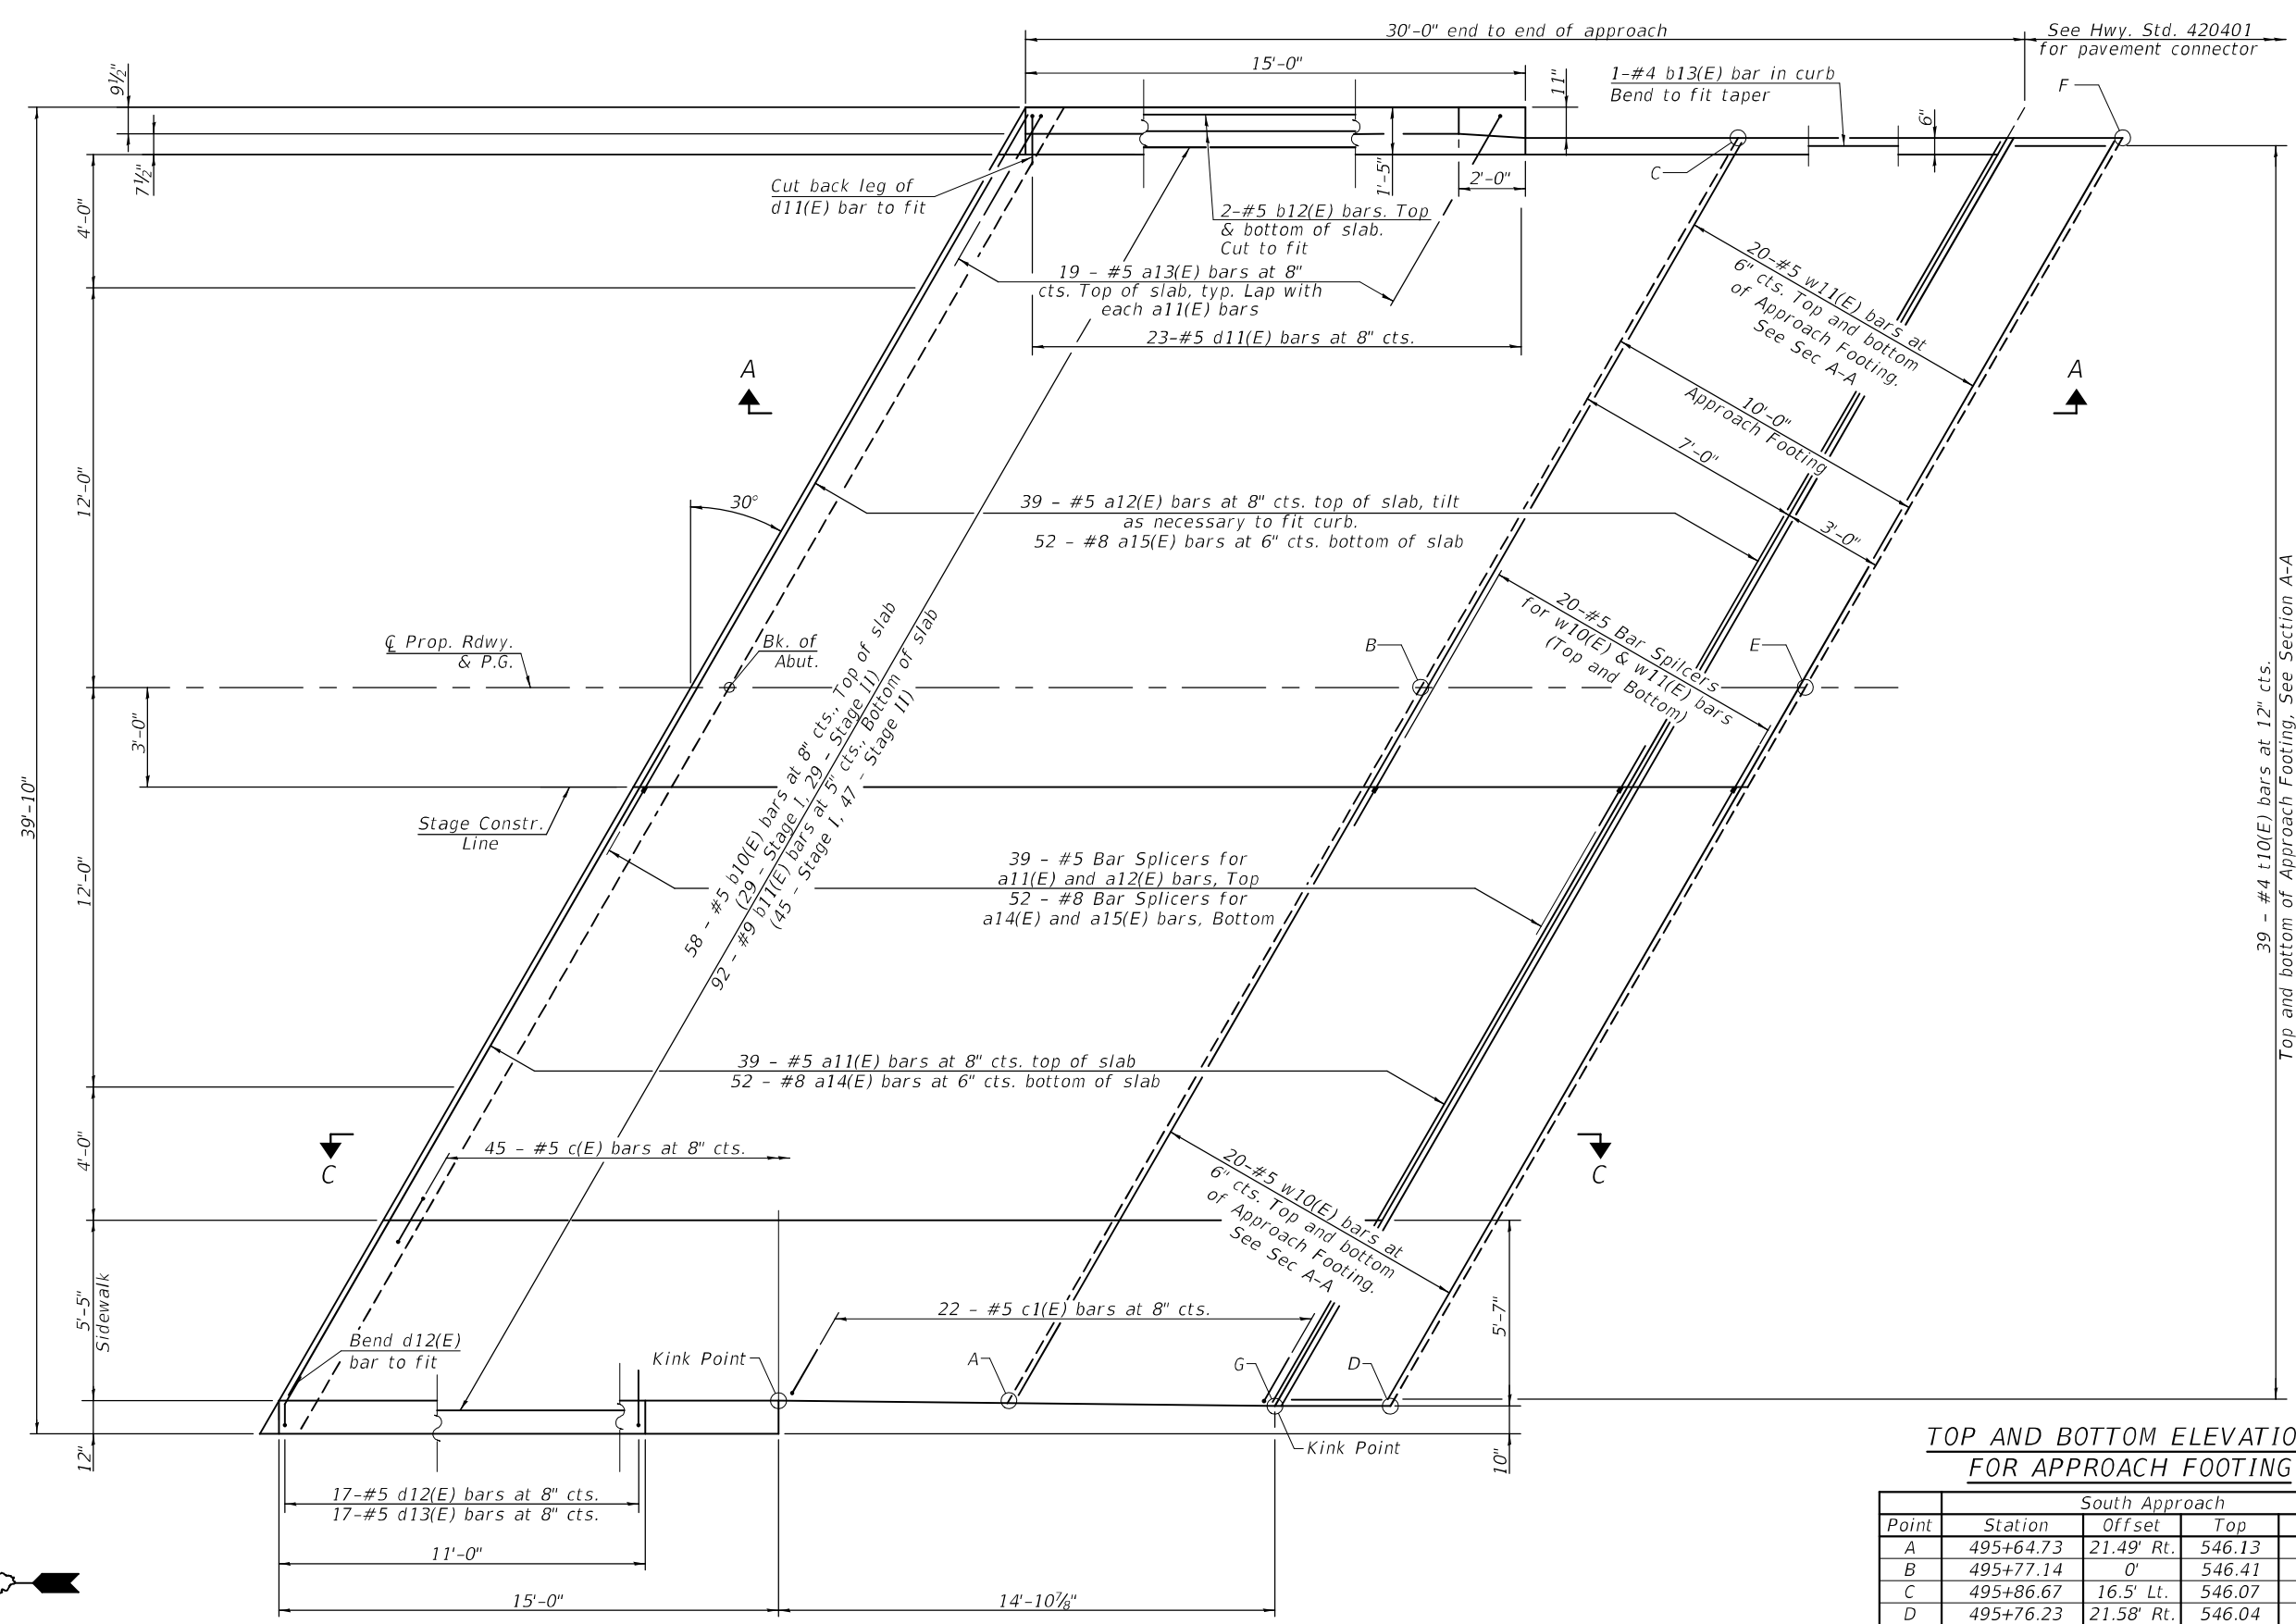 30'-0" end to end of approach
See Hwy. Std. 420401
for pavement connector
15'-0"
9½"
11"
1-#4 b13(E) bar in curb
Bend to fit taper
F
6"
7½"
4'-0"
Cut back leg of
d11(E) bar to fit
1'-5"
2'-0"
C
2-#5 b12(E) bars. Top
& bottom of slab.
Cut to fit
19 - #5 a13(E) bars at 8"
cts. Top of slab, typ. Lap with
each a11(E) bars
23-#5 d11(E) bars at 8" cts.
20-#5 w11(E) bars at
6" cts. Top and bottom
of Approach Footing.
See Sec A-A
A
A
10'-0"
Approach Footing
7'-0"
3'-0"
12'-0"
30°
39 - #5 a12(E) bars at 8" cts. top of slab, tilt
as necessary to fit curb.
52 - #8 a15(E) bars at 6" cts. bottom of slab
20-#5 Bar Spilcers
for w10(E) & w11(E) bars
(Top and Bottom)
℄ Prop. Rdwy.
& P.G.
Bk. of
Abut.
B
E
3'-0"
39'-10"
Stage Constr.
Line
58 - #5 b10(E) bars at 8" cts., Top of slab
(29 - Stage I, 29 - Stage II)
92 - #9 b11(E) bars at 5" cts., Bottom of slab
(45 - Stage I, 47 - Stage II)
39 - #4 t10(E) bars at 12" cts.
Top and bottom of Approach Footing, See Section A-A
12'-0"
39 - #5 Bar Splicers for
a11(E) and a12(E) bars, Top
52 - #8 Bar Splicers for
a14(E) and a15(E) bars, Bottom
39 - #5 a11(E) bars at 8" cts. top of slab
52 - #8 a14(E) bars at 6" cts. bottom of slab
4'-0"
C
C
45 - #5 c(E) bars at 8" cts.
20-#5 w10(E) bars at
6" cts. Top and bottom
of Approach Footing.
See Sec A-A
5'-5"
Sidewalk
22 - #5 c1(E) bars at 8" cts.
5'-7"
Bend d12(E)
bar to fit
Kink Point
A
G
D
Kink Point
12"
10"
17-#5 d12(E) bars at 8" cts.
17-#5 d13(E) bars at 8" cts.
11'-0"
15'-0"
14'-10⅞"
TOP AND BOTTOM ELEVATIO
FOR APPROACH FOOTING
South Approach
Point Station Offset Top
A 495+64.73 21.49' Rt. 546.13
B 495+77.14 0' 546.41
C 495+86.67 16.5' Lt. 546.07
D 495+76.23 21.58' Rt. 546.04